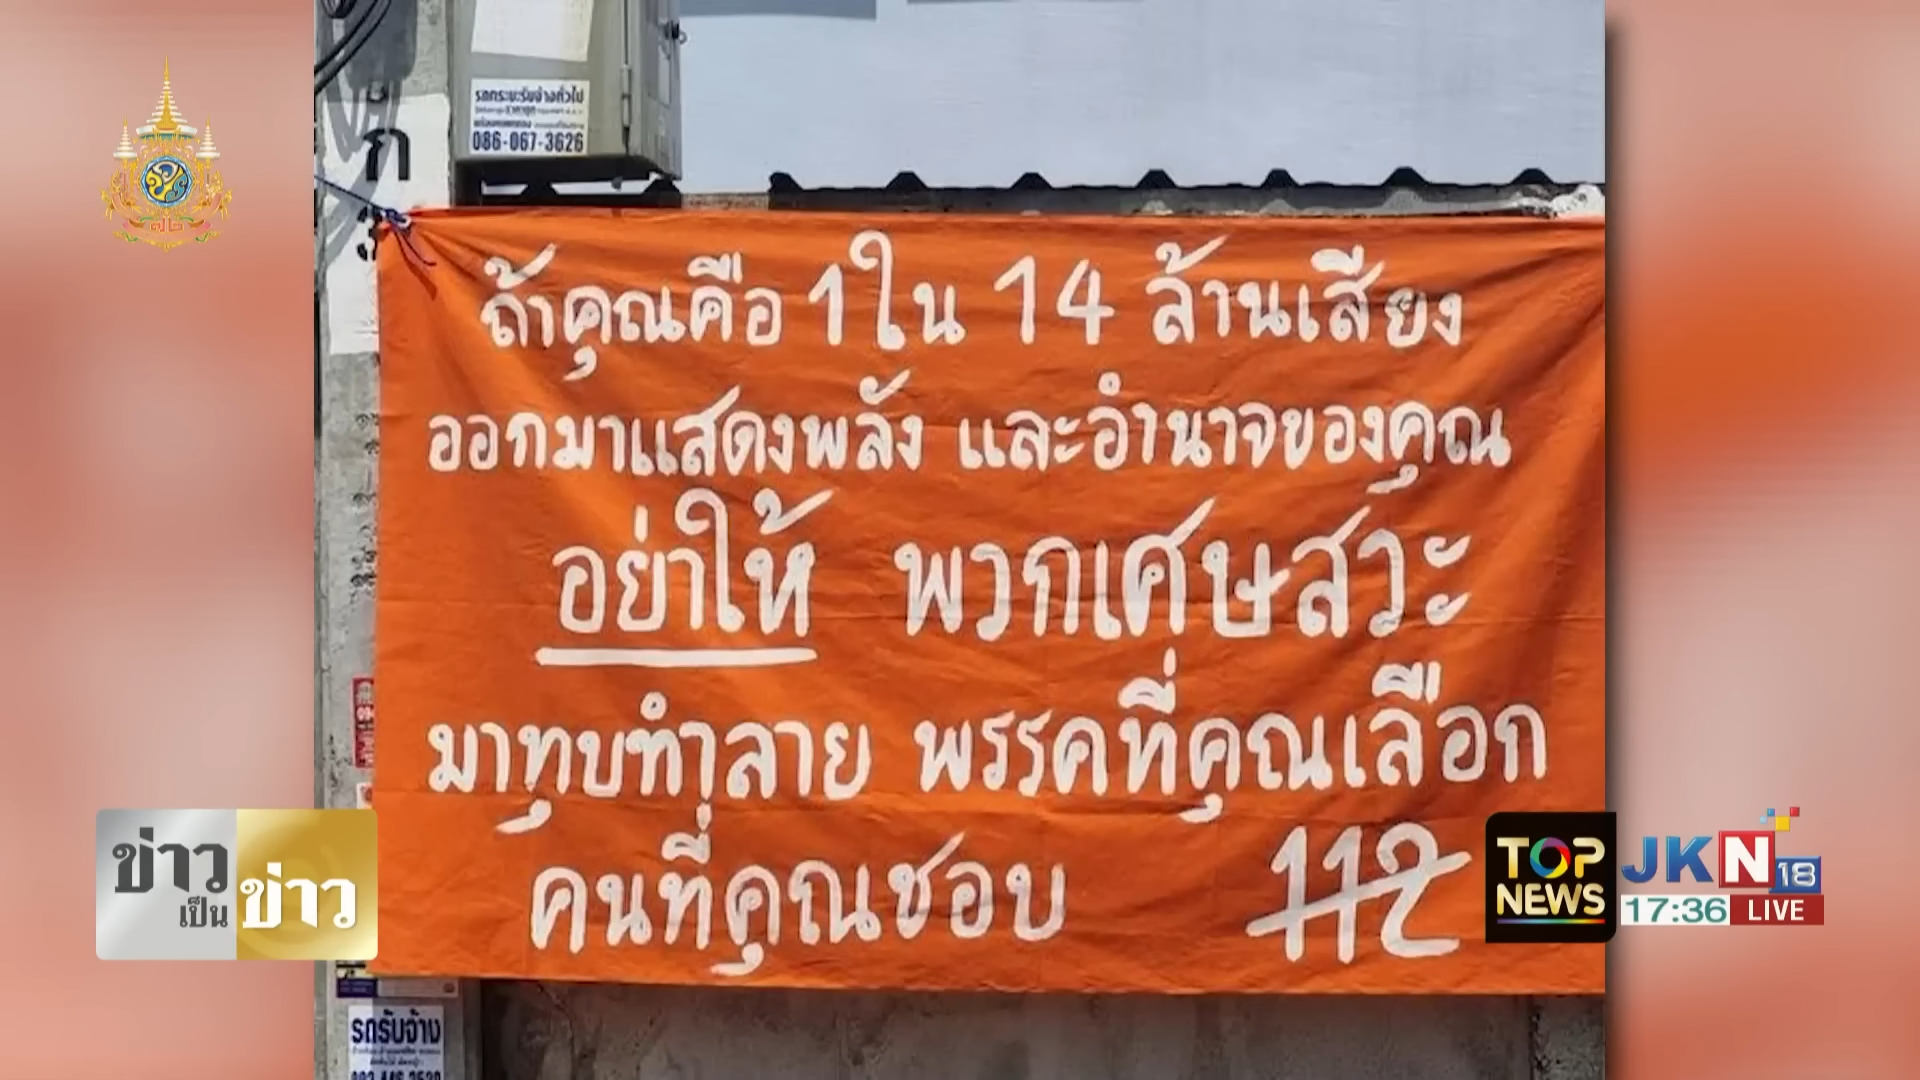 รถกระบะรับจ้างทั่วไป
086-067-3626
ก
ถ้าคุณคือ 1 ใน 14 ล้านเสียง
ออกมาแสดงพลัง และอำนาจของคุณ
อย่าให้ พวกเศษสวะ
มาทุบทำลาย พรรคที่คุณเลือก
คนที่คุณชอบ 112
ข่าว
เป็น
ข่าว
TOP
NEWS
JKN
18
17:36 LIVE
รถรับจ้าง